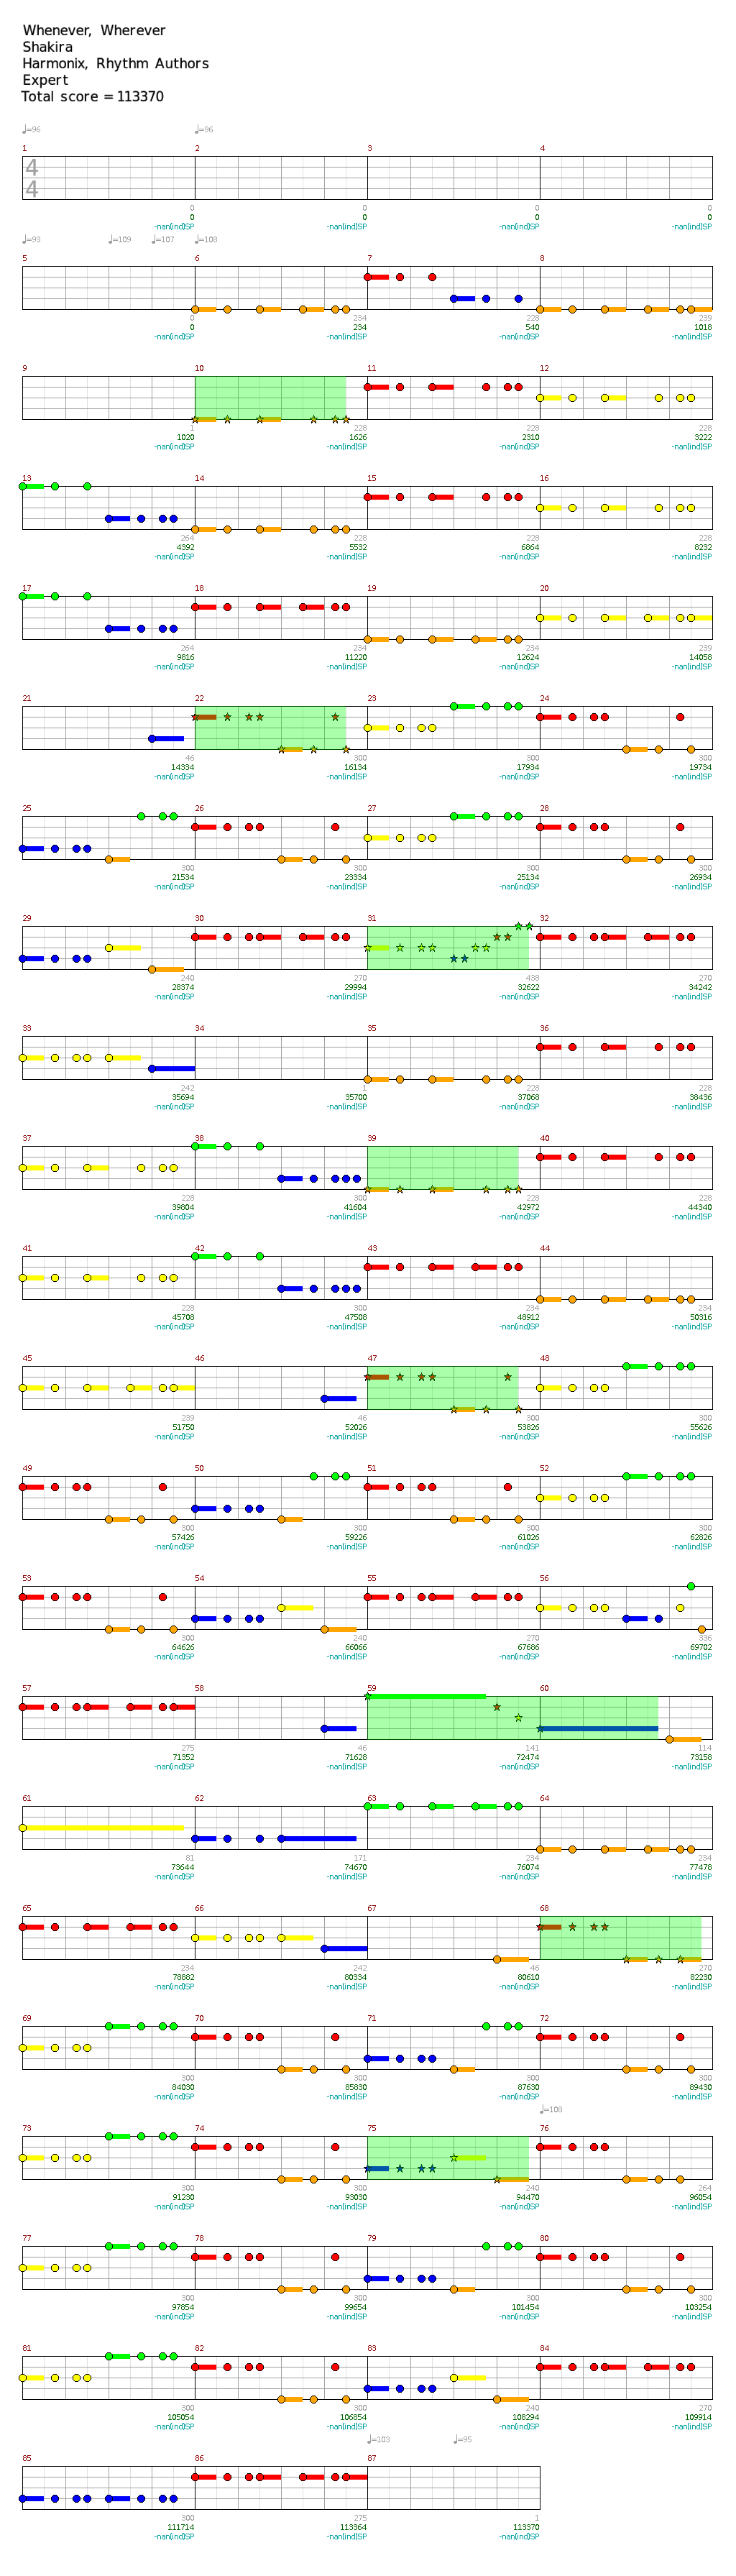 Whenever, Wherever
Shakira
Harmonix, Rhythm Authors
Expert
Total score = 113370
♩=96 ♩=96
1 2 3 4
4
4
0 0 0 0
0 0 0 0
-nan(ind)SP -nan(ind)SP -nan(ind)SP -nan(ind)SP
♩=93 ♩=109 ♩=107 ♩=108
5 6 7 8
0 234 228 239
0 234 540 1018
-nan(ind)SP -nan(ind)SP -nan(ind)SP -nan(ind)SP
9 10 11 12
1 228 228 228
1020 1626 2310 3222
-nan(ind)SP -nan(ind)SP -nan(ind)SP -nan(ind)SP
13 14 15 16
264 228 228 228
4392 5532 6864 8232
-nan(ind)SP -nan(ind)SP -nan(ind)SP -nan(ind)SP
17 18 19 20
264 234 234 239
9816 11220 12624 14058
-nan(ind)SP -nan(ind)SP -nan(ind)SP -nan(ind)SP
21 22 23 24
46 300 300 300
14334 16134 17934 19734
-nan(ind)SP -nan(ind)SP -nan(ind)SP -nan(ind)SP
25 26 27 28
300 300 300 300
21534 23334 25134 26934
-nan(ind)SP -nan(ind)SP -nan(ind)SP -nan(ind)SP
29 30 31 32
240 270 438 270
28374 29994 32622 34242
-nan(ind)SP -nan(ind)SP -nan(ind)SP -nan(ind)SP
33 34 35 36
242 1 228 228
35694 35700 37068 38436
-nan(ind)SP -nan(ind)SP -nan(ind)SP -nan(ind)SP
37 38 39 40
228 300 228 228
39804 41604 42972 44340
-nan(ind)SP -nan(ind)SP -nan(ind)SP -nan(ind)SP
41 42 43 44
228 300 234 234
45708 47508 48912 50316
-nan(ind)SP -nan(ind)SP -nan(ind)SP -nan(ind)SP
45 46 47 48
239 46 300 300
51750 52026 53826 55626
-nan(ind)SP -nan(ind)SP -nan(ind)SP -nan(ind)SP
49 50 51 52
300 300 300 300
57426 59226 61026 62826
-nan(ind)SP -nan(ind)SP -nan(ind)SP -nan(ind)SP
53 54 55 56
300 240 270 336
64626 66066 67686 69702
-nan(ind)SP -nan(ind)SP -nan(ind)SP -nan(ind)SP
57 58 59 60
275 46 141 114
71352 71628 72474 73158
-nan(ind)SP -nan(ind)SP -nan(ind)SP -nan(ind)SP
61 62 63 64
81 171 234 234
73644 74670 76074 77478
-nan(ind)SP -nan(ind)SP -nan(ind)SP -nan(ind)SP
65 66 67 68
234 242 46 270
78882 80334 80610 82230
-nan(ind)SP -nan(ind)SP -nan(ind)SP -nan(ind)SP
69 70 71 72
300 300 300 300
84030 85830 87630 89430
-nan(ind)SP -nan(ind)SP -nan(ind)SP -nan(ind)SP
♩=108
73 74 75 76
300 300 240 264
91230 93030 94470 96054
-nan(ind)SP -nan(ind)SP -nan(ind)SP -nan(ind)SP
77 78 79 80
300 300 300 300
97854 99654 101454 103254
-nan(ind)SP -nan(ind)SP -nan(ind)SP -nan(ind)SP
81 82 83 84
300 300 240 270
105054 106854 108294 109914
-nan(ind)SP -nan(ind)SP -nan(ind)SP -nan(ind)SP
♩=103 ♩=95
85 86 87
300 275 1
111714 113364 113370
-nan(ind)SP -nan(ind)SP -nan(ind)SP